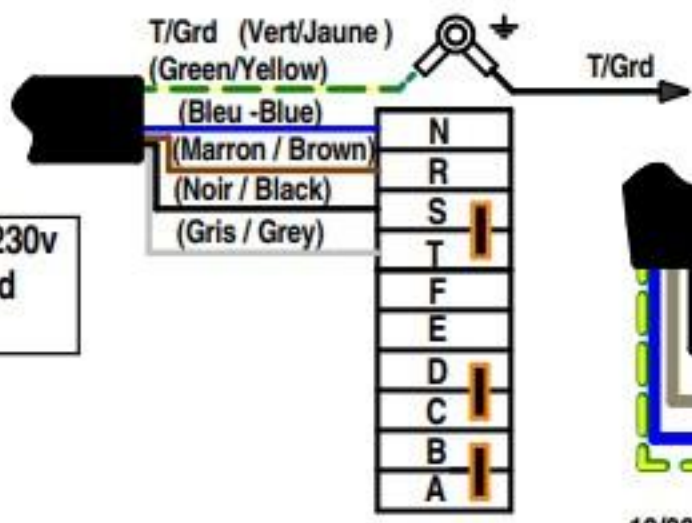 T/Grd (Vert/Jaune )
(Green/Yellow)
T/Grd
(Bleu -Blue)
(Marron / Brown)
(Noir / Black)
(Gris / Grey)
230v
N
R
S
T
F
E
D
C
B
A